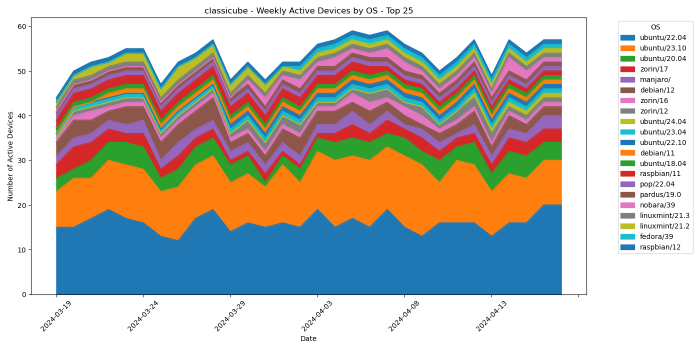 classicube - Weekly Active Devices by OS - Top 25
60
50
40
30
20
10
0
Number of Active Devices
2024-03-19
2024-03-24
2024-03-29
2024-04-03
2024-04-08
2024-04-13
Date
OS
ubuntu/22.04
ubuntu/23.10
ubuntu/20.04
zorin/17
manjaro/
debian/12
zorin/16
zorin/12
ubuntu/24.04
ubuntu/23.04
ubuntu/22.10
debian/11
ubuntu/18.04
raspbian/11
pop/22.04
pardus/19.0
nobara/39
linuxmint/21.3
linuxmint/21.2
fedora/39
raspbian/12